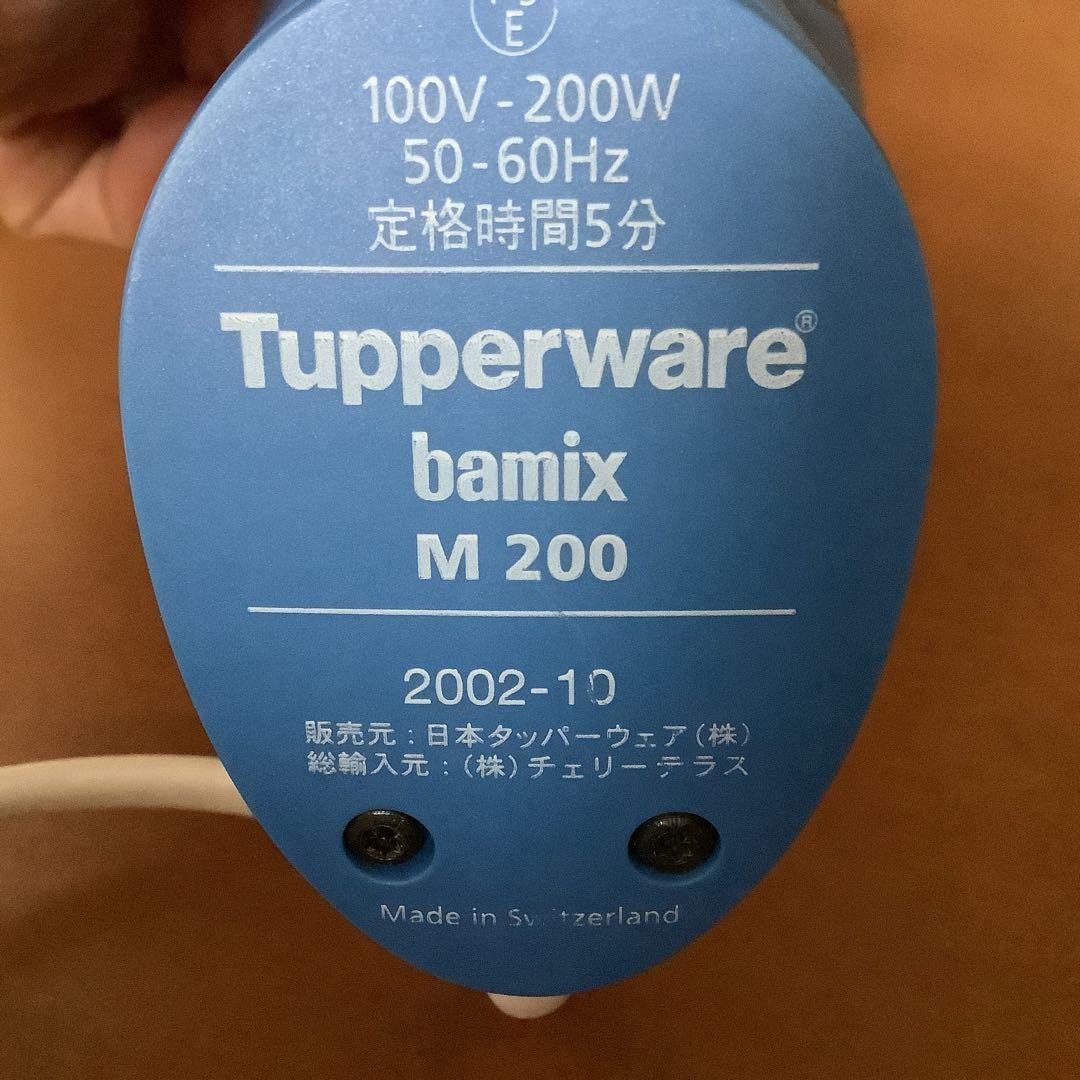 E
100V-200W
50-60Hz
定格時間5分
Tupperware®
bamix
M 200
2002-10
販売元:日本タッパーウェア(株)
総輸入元:(株)チェリーテラス
Made in Switzerland